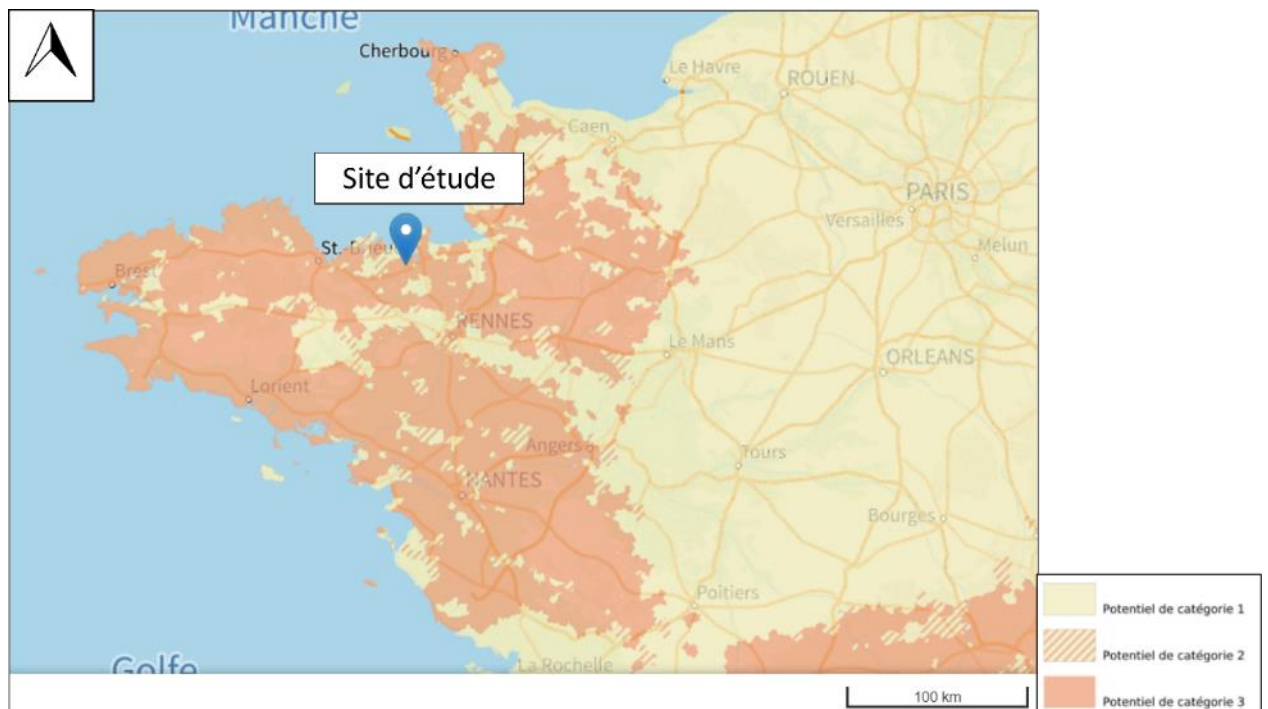 Manche
Cherbourg
Le Havre
ROUEN
Caen
Site d'étude
PARIS
Versailles
Melun
St.-Brieu
Brest
RENNES
Le Mans
ORLEANS
Lorient
Angers
Tours
NANTES
Bourges
Poitiers
Golfe
La Rochelle
100 km
Potentiel de catégorie 1
Potentiel de catégorie 2
Potentiel de catégorie 3